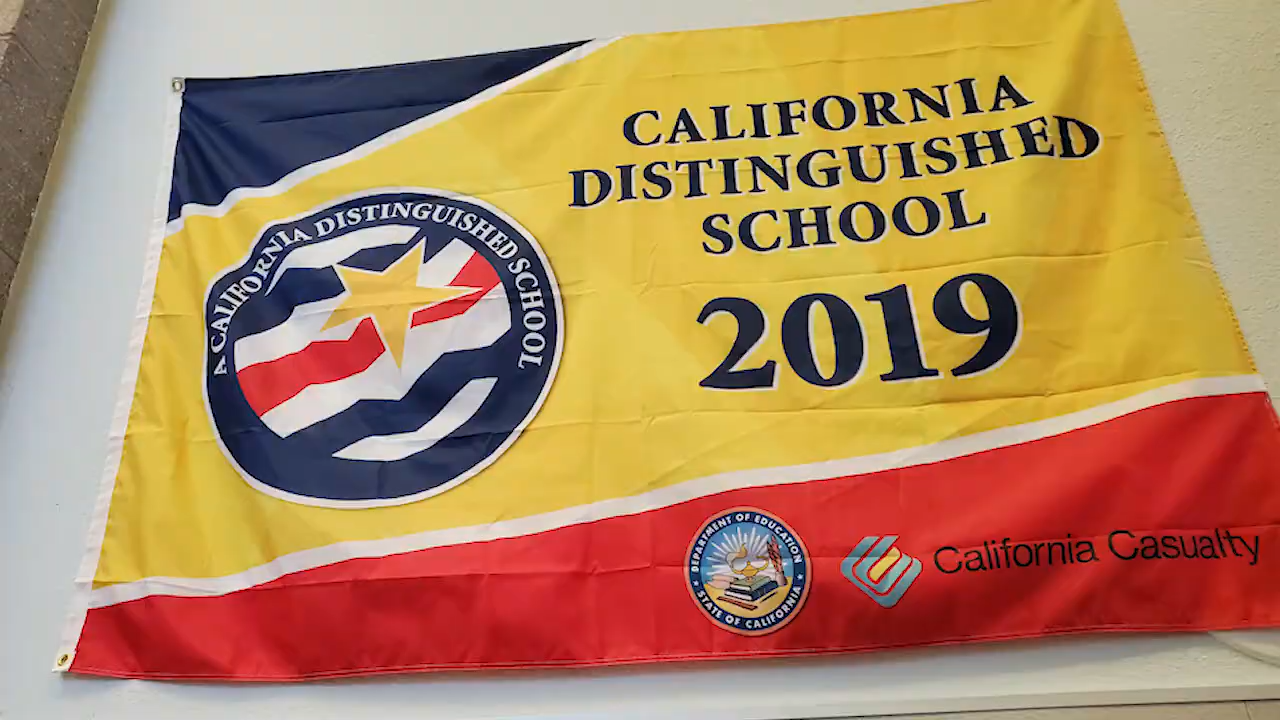 CALIFORNIA
DISTINGUISHED
SCHOOL
2019
A CALIFORNIA DISTINGUISHED SCHOOL
DEPARTMENT OF EDUCATION
STATE OF CALIFORNIA
California Casualty